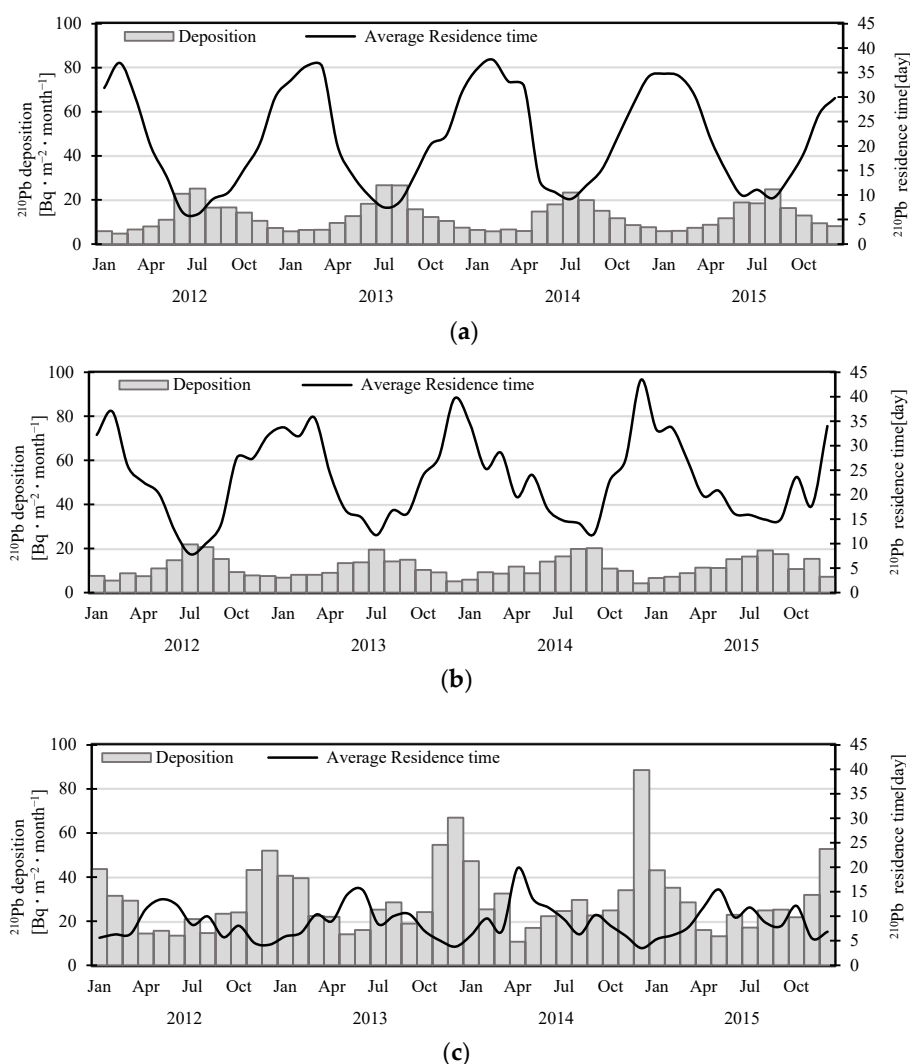 Deposition Average Residence time
²¹⁰Pb deposition
[Bq・m⁻²・month⁻¹]
100
80
60
40
20
0
45
40
35
30
25
20
15
10
5
0
²¹⁰Pb residence time[day]
Jan Apr Jul Oct Jan Apr Jul Oct Jan Apr Jul Oct Jan Apr Jul Oct
2012 2013 2014 2015
(a)
Deposition Average Residence time
²¹⁰Pb deposition
[Bq・m⁻²・month⁻¹]
100
80
60
40
20
0
45
40
35
30
25
20
15
10
5
0
²¹⁰Pb residence time[day]
Jan Apr Jul Oct Jan Apr Jul Oct Jan Apr Jul Oct Jan Apr Jul Oct
2012 2013 2014 2015
(b)
Deposition Average Residence time
²¹⁰Pb deposition
[Bq・m⁻²・month⁻¹]
100
80
60
40
20
0
45
40
35
30
25
20
15
10
5
0
²¹⁰Pb residence time[day]
Jan Apr Jul Oct Jan Apr Jul Oct Jan Apr Jul Oct Jan Apr Jul Oct
2012 2013 2014 2015
(c)